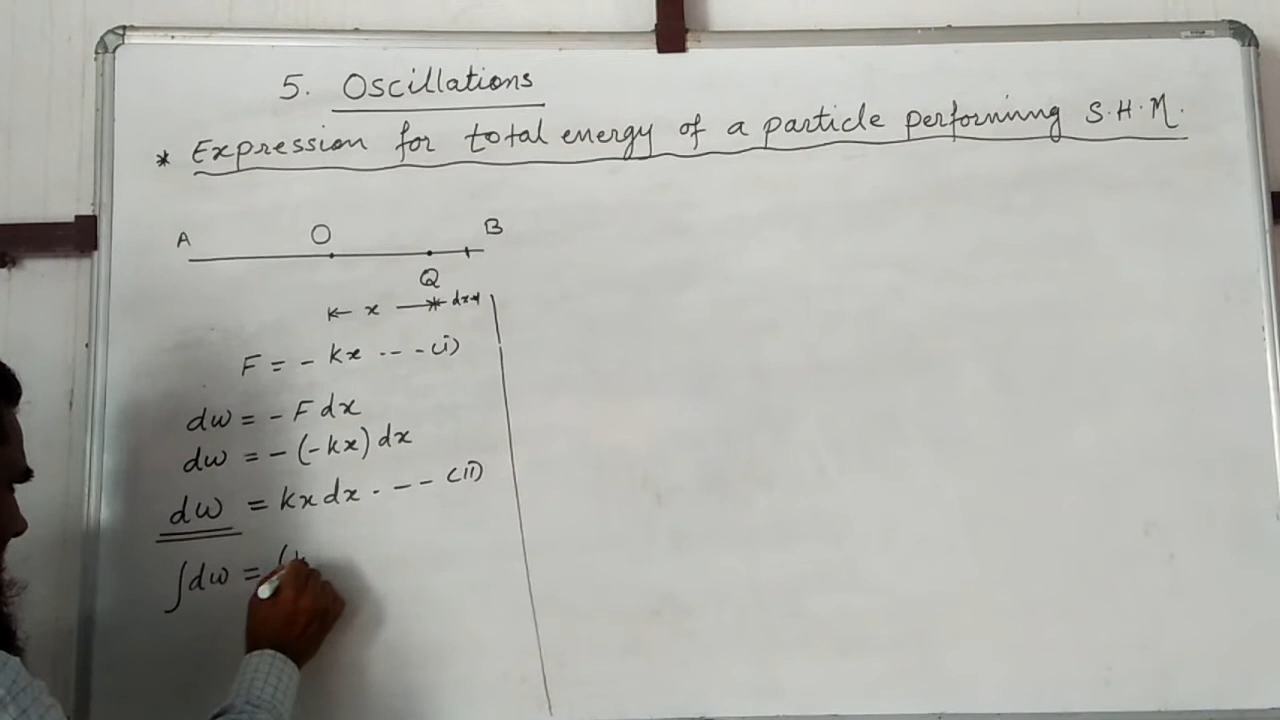 5. Oscillations
* Expression for total energy of a particle performing S.H.M.
A O B
Q
x dx
F = - kx --- (i)
dw = - F dx
dw = - (-kx) dx
dw = kx dx. --- (ii)
∫dw =